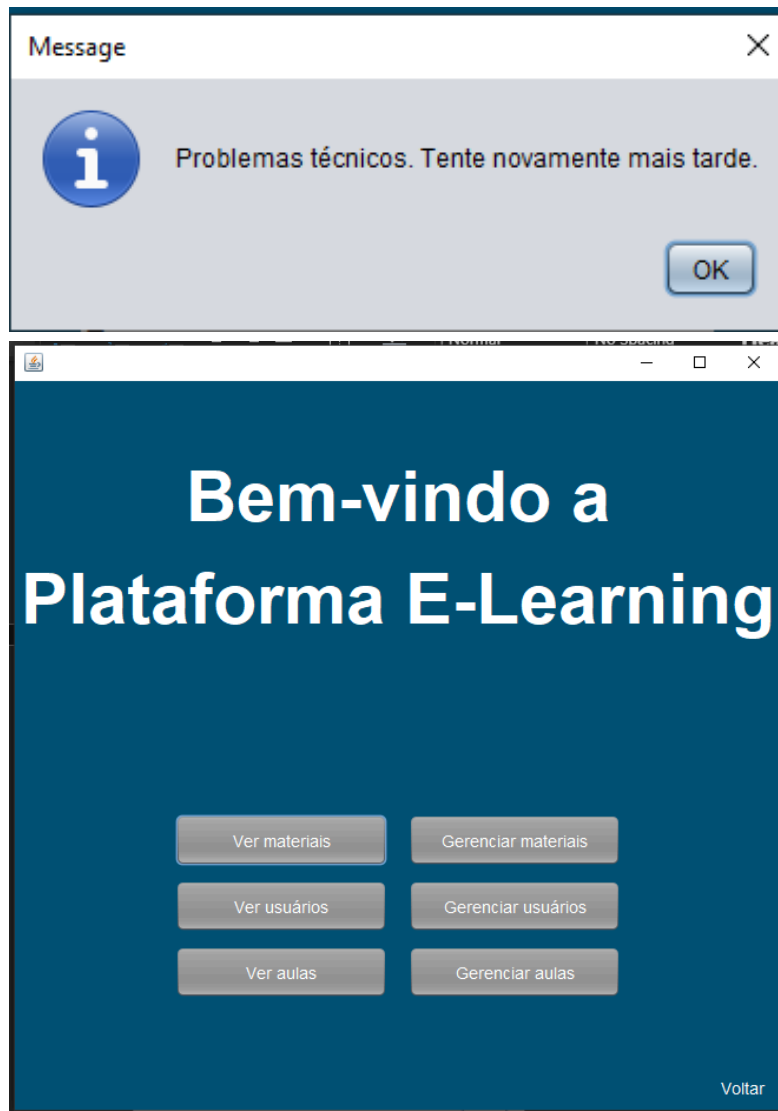 Message
Problemas técnicos. Tente novamente mais tarde.
OK
Bem-vindo a
Plataforma E-Learning
Ver materiais
Gerenciar materiais
Ver usuários
Gerenciar usuários
Ver aulas
Gerenciar aulas
Voltar